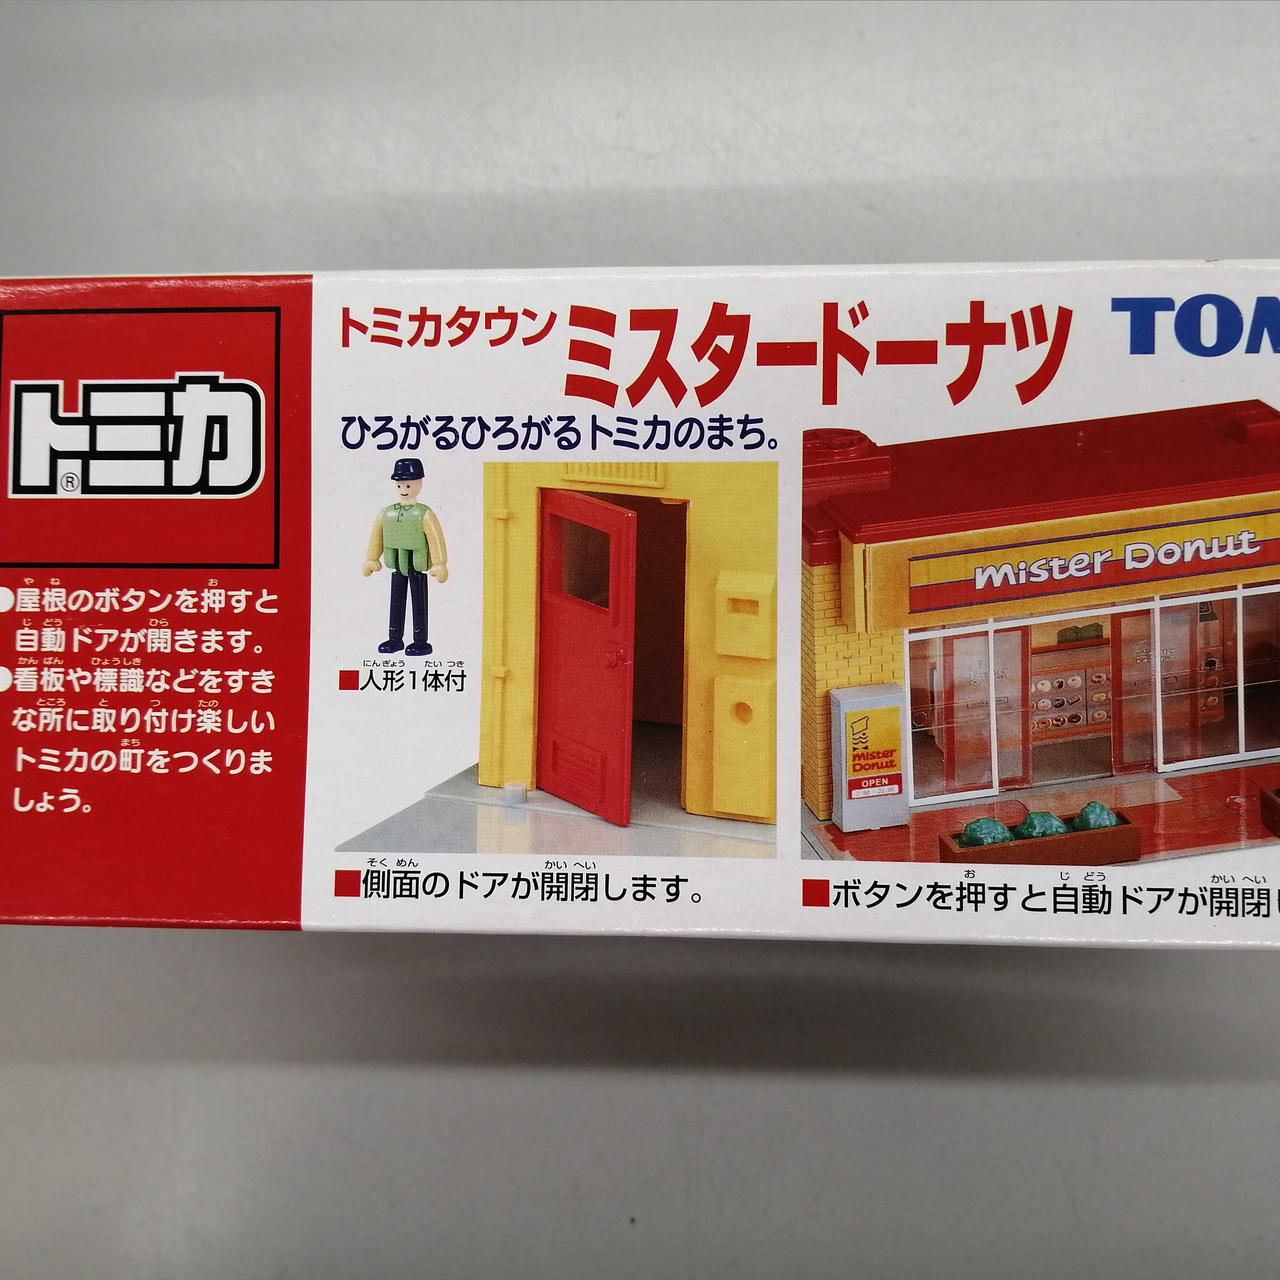 トミカ®
●屋根のボタンを押すと
自動ドアが開きます。
●看板や標識などをすき
な所に取り付け楽しい
トミカの町をつくりま
しょう。
トミカタウン ミスタードーナツ
TOM
ひろがるひろがるトミカのまち。
■人形1体付
■側面のドアが開閉します。
mister Donut
mister
Donut
OPEN
■ボタンを押すと自動ドアが開閉